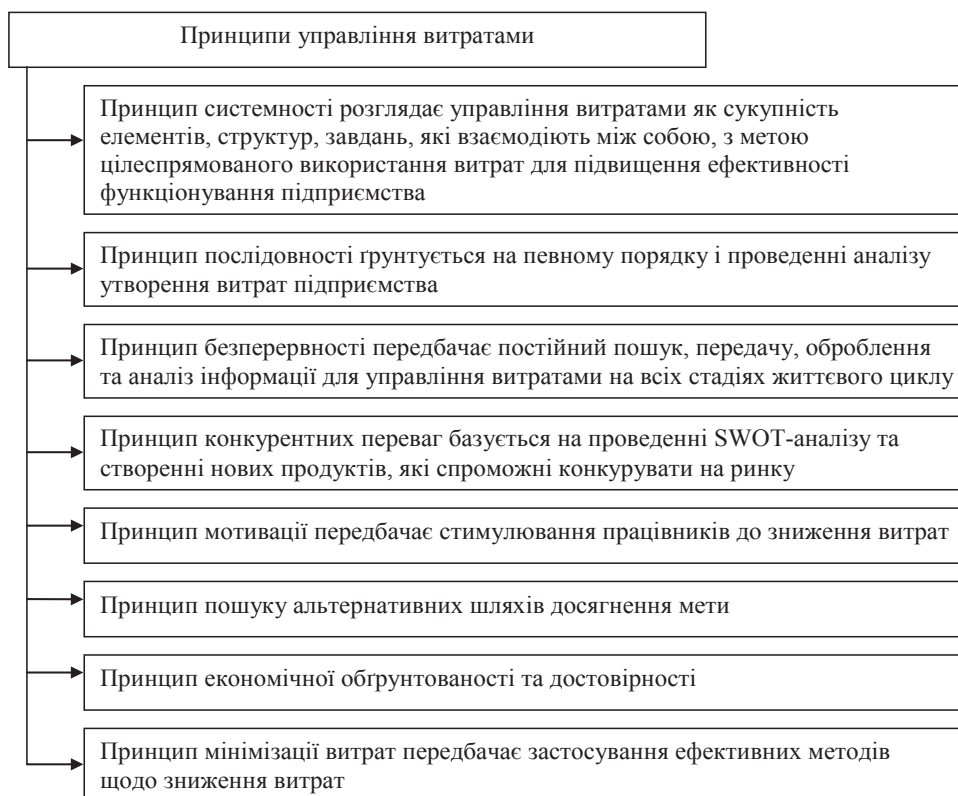 Принципи управління витратами
Принцип системності розглядає управління витратами як сукупність
елементів, структур, завдань, які взаємодіють між собою, з метою
цілеспрямованого використання витрат для підвищення ефективності
функціонування підприємства
Принцип послідовності ґрунтується на певному порядку і проведенні аналізу
утворення витрат підприємства
Принцип безперервності передбачає постійний пошук, передачу, оброблення
та аналіз інформації для управління витратами на всіх стадіях життєвого циклу
Принцип конкурентних переваг базується на проведенні SWOT-аналізу та
створенні нових продуктів, які спроможні конкурувати на ринку
Принцип мотивації передбачає стимулювання працівників до зниження витрат
Принцип пошуку альтернативних шляхів досягнення мети
Принцип економічної обґрунтованості та достовірності
Принцип мінімізації витрат передбачає застосування ефективних методів
щодо зниження витрат